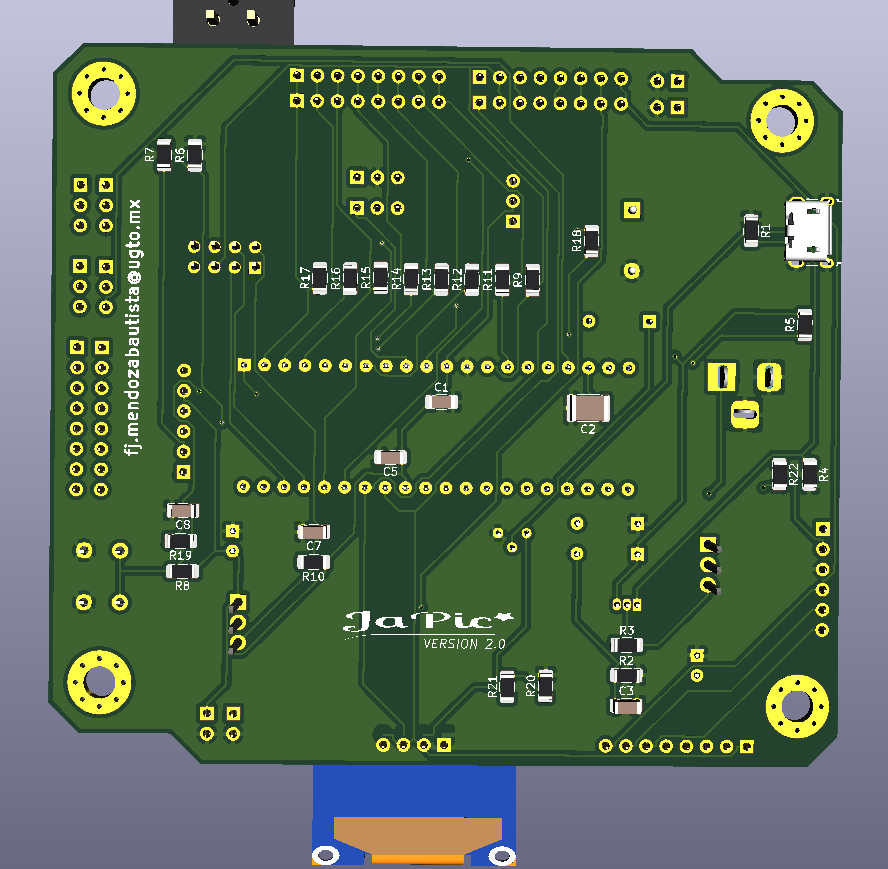 R7
R6
fj.mendozabautista@ugto.mx
R18
R1
R17
R16
R15
R14
R13
R12
R11
R9
R5
C1
C2
C5
R22
R4
C8
R19
R8
C7
R10
JaPic
VERSION 2.0
R3
R2
C3
R21
R20